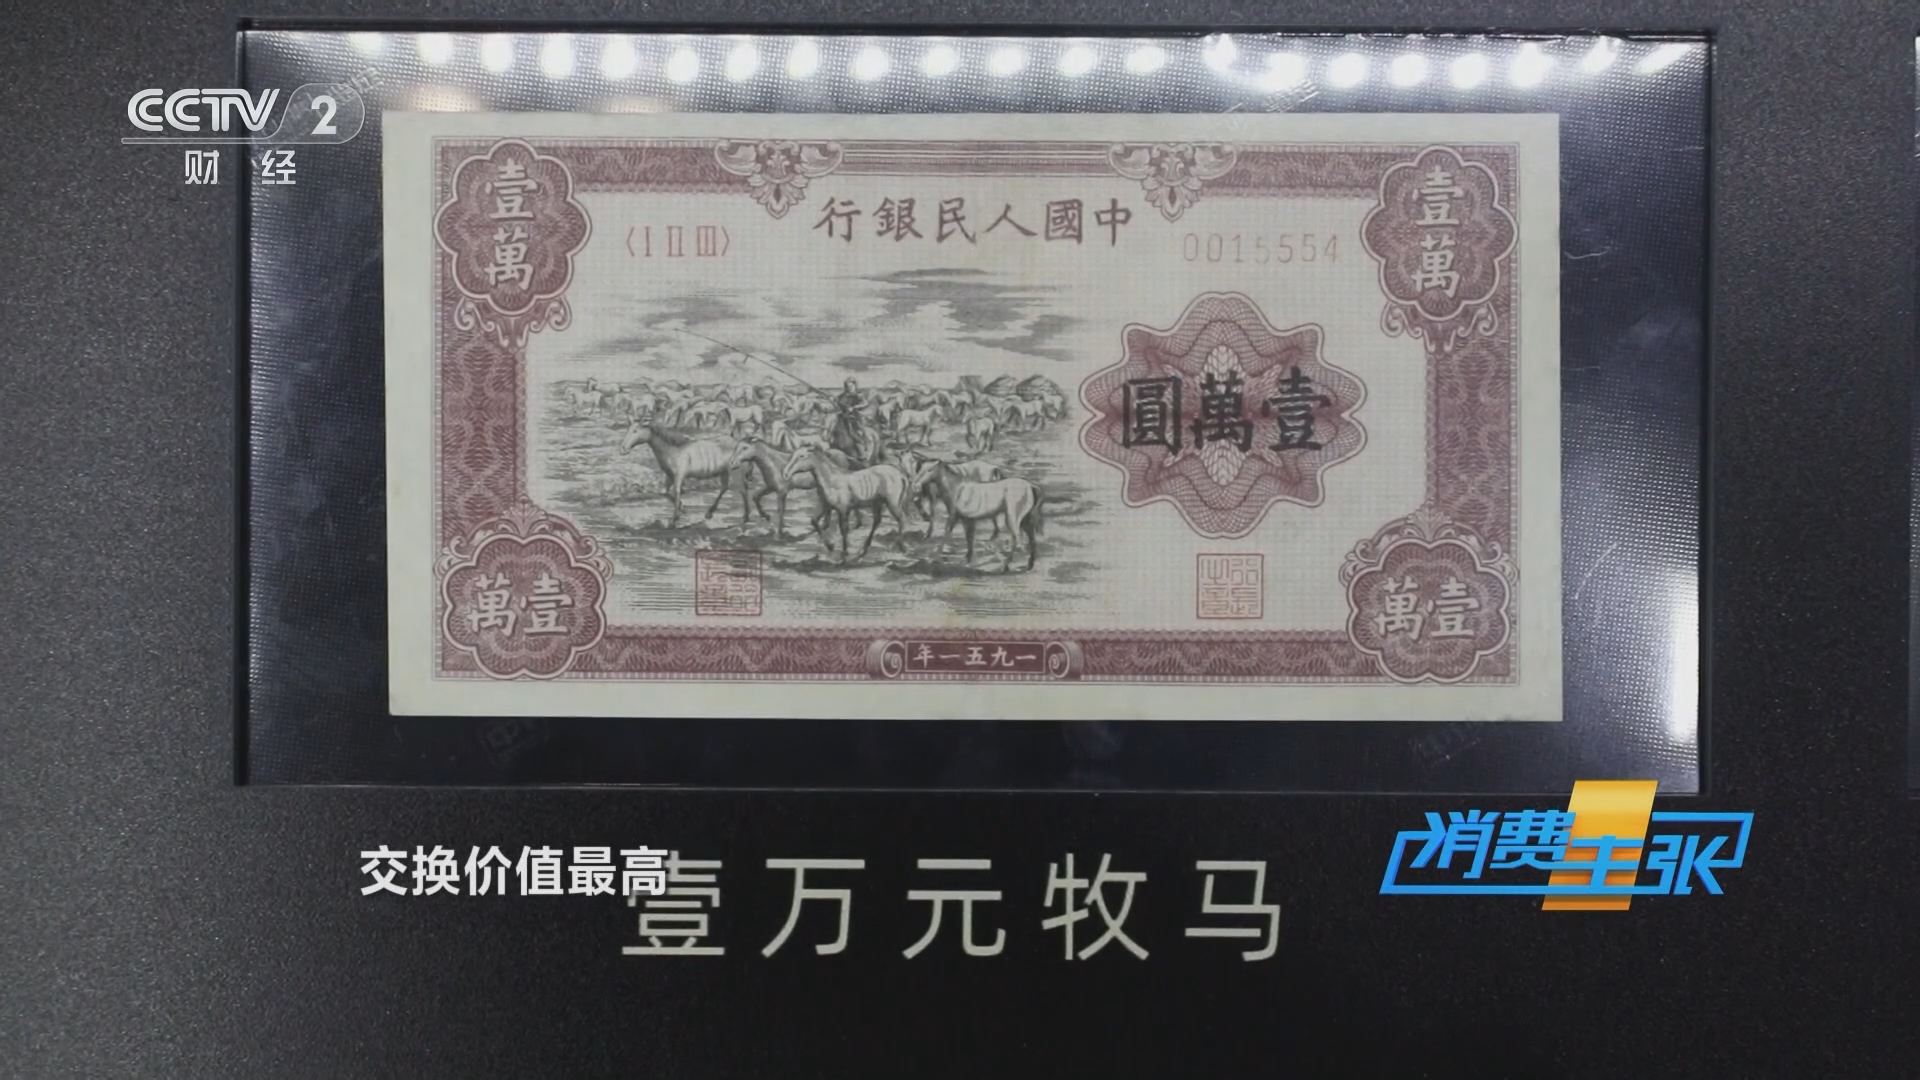 CCTV 2
财 经
壹萬
壹萬
行銀民人國中
〈I II III〉
0015554
圓萬壹
萬壹
萬壹
年一五九一
交换价值最高
壹万元牧马
消费主张